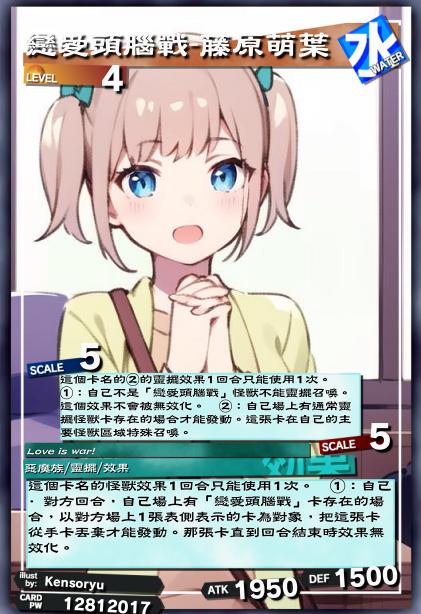 戀愛頭腦戰-藤原萌葉
水
WATER
LEVEL 4
SCALE 5
這個卡名的②的靈擺效果1回合只能使用1次。
①：自己不是「戀愛頭腦戰」怪獸不能靈擺召喚。
這個效果不會被無效化。 ②：自己場上有通常靈
擺怪獸卡存在的場合才能發動。這張卡在自己的主
要怪獸區域特殊召喚。
SCALE 5
Love is war!
效果
惡魔族/靈擺/效果
這個卡名的怪獸效果1回合只能使用1次。 ①：自己
·對方回合，自己場上有「戀愛頭腦戰」卡存在的場
合，以對方場上1張表側表示的卡為對象，把這張卡
從手卡丟棄才能發動。那張卡直到回合結束時效果無
效化。
illust by: Kensoryu
ATK 1950 DEF 1500
CARD PW 12812017